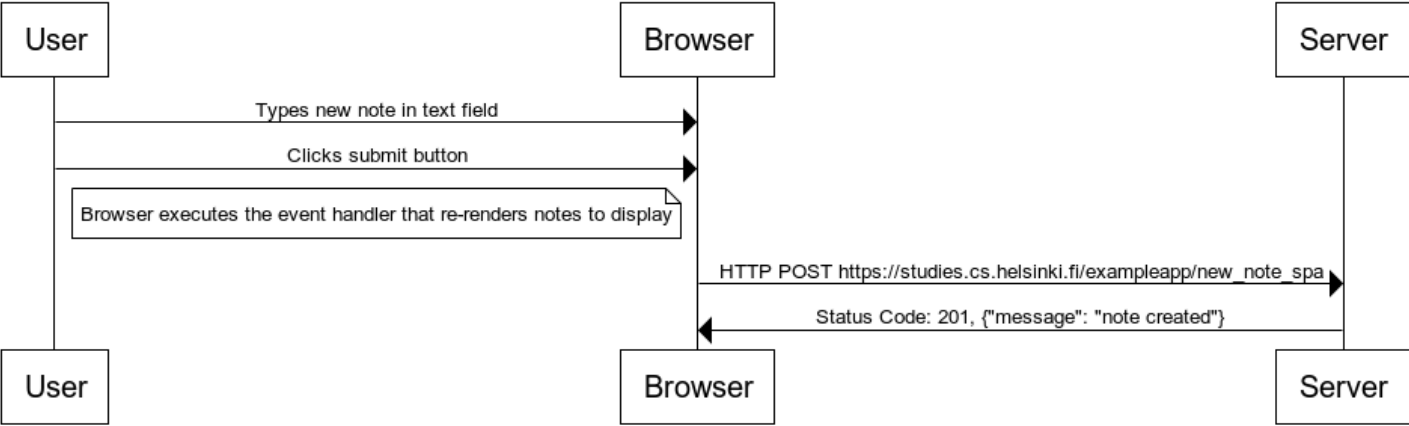 User
Browser
Server
Types new note in text field
Clicks submit button
Browser executes the event handler that re-renders notes to display
HTTP POST https://studies.cs.helsinki.fi/exampleapp/new_note_spa
Status Code: 201, {"message": "note created"}
User
Browser
Server